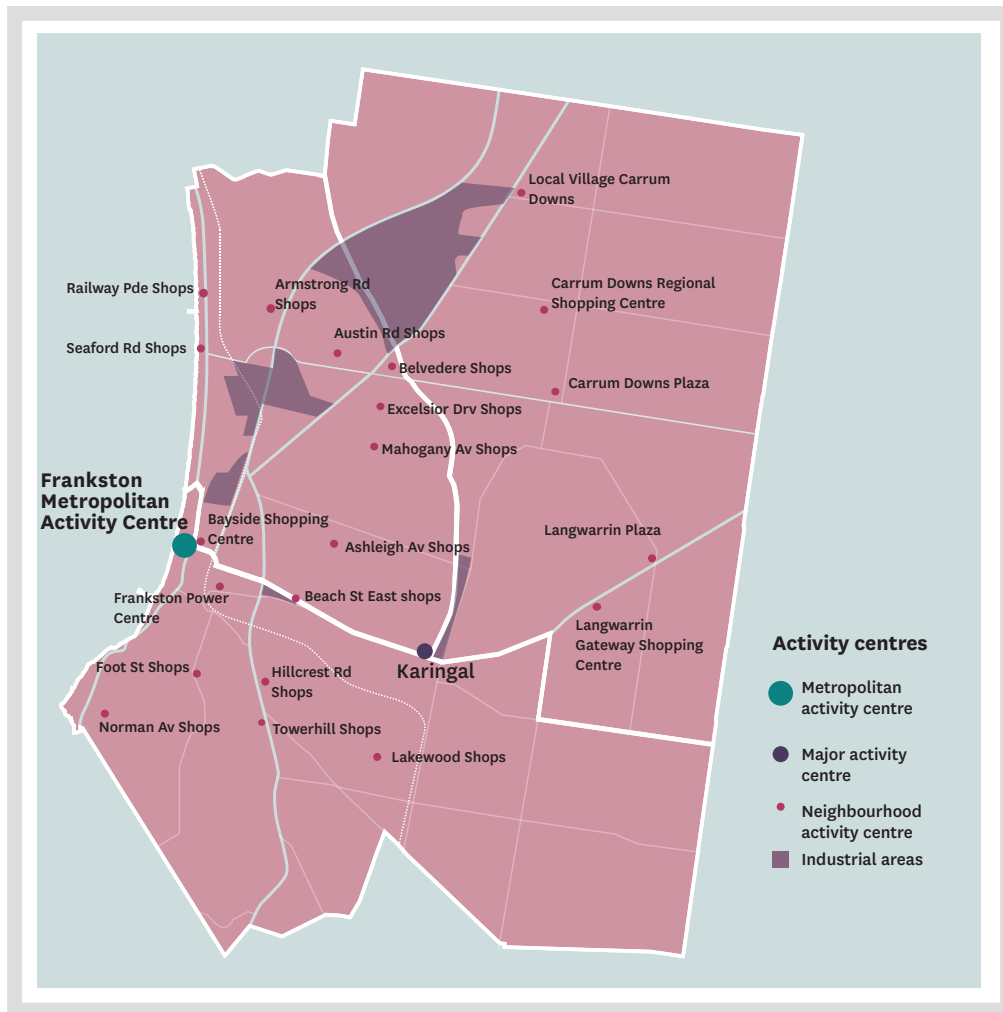 Local Village Carrum
Downs
Railway Pde Shops
Armstrong Rd
Shops
Carrum Downs Regional
Shopping Centre
Austin Rd Shops
Seaford Rd Shops
Belvedere Shops
Carrum Downs Plaza
Excelsior Drv Shops
Mahogany Av Shops
Frankston
Metropolitan
Activity Centre
Bayside Shopping
Centre
Langwarrin Plaza
Ashleigh Av Shops
Frankston Power
Centre
Beach St East shops
Langwarrin
Gateway Shopping
Centre
Karingal
Foot St Shops
Hillcrest Rd
Shops
Norman Av Shops
Towerhill Shops
Lakewood Shops
Activity centres
Metropolitan
activity centre
Major activity
centre
Neighbourhood
activity centre
Industrial areas